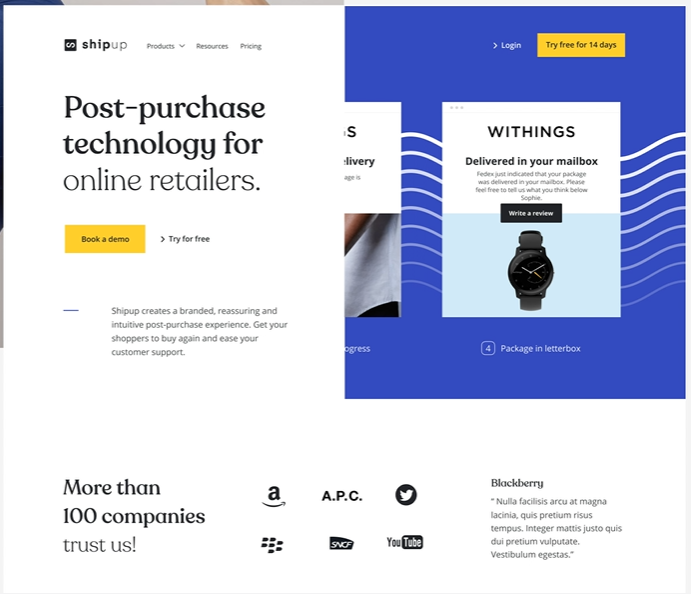 shipup
Products
Resources
Pricing
Login
Try free for 14 days
Post-purchase
technology for
online retailers.
Book a demo
Try for free
Shipup creates a branded, reassuring and
intuitive post-purchase experience. Get your
shoppers to buy again and ease your
customer support.
GS
elivery
age is
ogress
WITHINGS
Delivered in your mailbox
Fedex just indicated that your package
was delivered in your mailbox. Please
feel free to tell us what you think below
Sophie.
Write a review
4 Package in letterbox
More than
100 companies
trust us!
a
A.P.C.
SNCF
YouTube
Blackberry
“ Nulla facilisis arcu at magna
lacinia, quis pretium risus
tempus. Integer mattis justo quis
dui pretium vulputate.
Vestibulum egestas.”